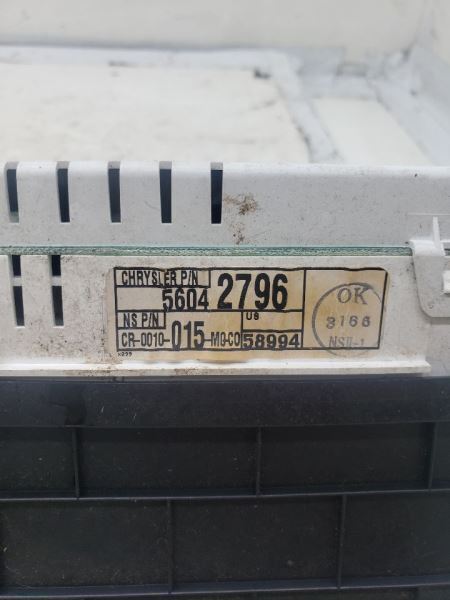 CHRYSLER P/N
5604 2796
NS P/N US
CR-0010-015-MO-CO 58994
OK
3166
NSII-1